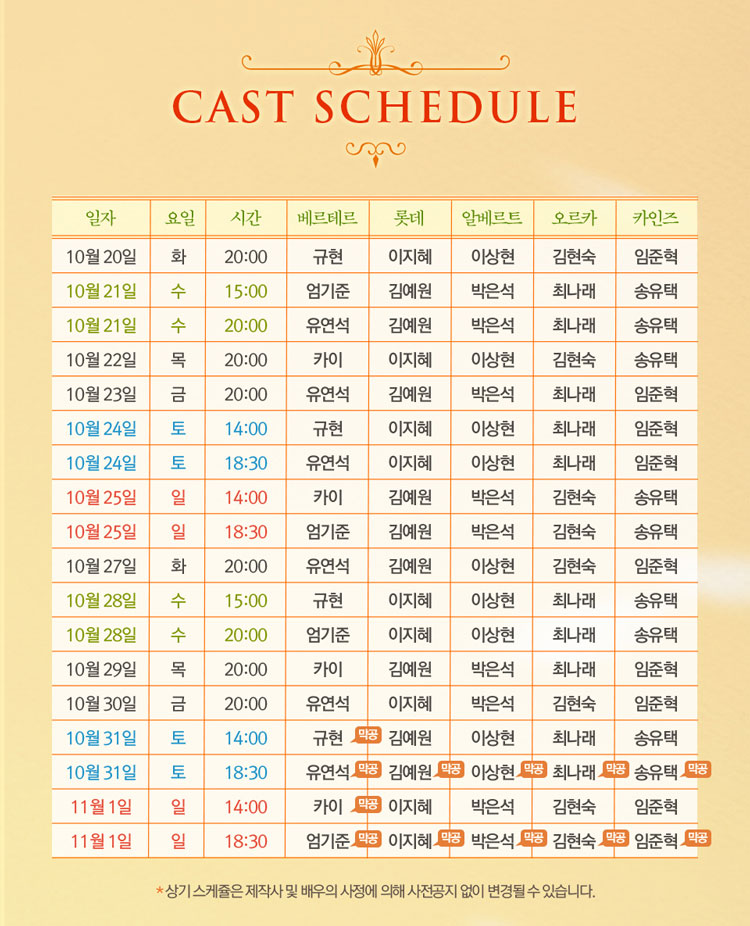 CAST SCHEDULE
일자 요일 시간 베르테르 롯데 알베르트 오르카 카인즈
10월 20일 화 20:00 규현 이지혜 이상현 김현숙 임준혁
10월 21일 수 15:00 엄기준 김예원 박은석 최나래 송유택
10월 21일 수 20:00 유연석 김예원 박은석 최나래 송유택
10월 22일 목 20:00 카이 이지혜 이상현 김현숙 송유택
10월 23일 금 20:00 유연석 김예원 박은석 최나래 임준혁
10월 24일 토 14:00 규현 이지혜 이상현 최나래 임준혁
10월 24일 토 18:30 유연석 이지혜 이상현 최나래 임준혁
10월 25일 일 14:00 카이 김예원 박은석 김현숙 송유택
10월 25일 일 18:30 엄기준 김예원 박은석 김현숙 송유택
10월 27일 화 20:00 유연석 김예원 이상현 김현숙 임준혁
10월 28일 수 15:00 규현 이지혜 이상현 최나래 송유택
10월 28일 수 20:00 엄기준 이지혜 이상현 최나래 송유택
10월 29일 목 20:00 카이 김예원 박은석 최나래 임준혁
10월 30일 금 20:00 유연석 이지혜 박은석 김현숙 임준혁
10월 31일 토 14:00 규현 막공 김예원 이상현 최나래 송유택
10월 31일 토 18:30 유연석 막공 김예원 막공 이상현 막공 최나래 막공 송유택 막공
11월 1일 일 14:00 카이 막공 이지혜 박은석 김현숙 임준혁
11월 1일 일 18:30 엄기준 막공 이지혜 막공 박은석 막공 김현숙 막공 임준혁 막공
*상기 스케쥴은 제작사 및 배우의 사정에 의해 사전공지 없이 변경될 수 있습니다.